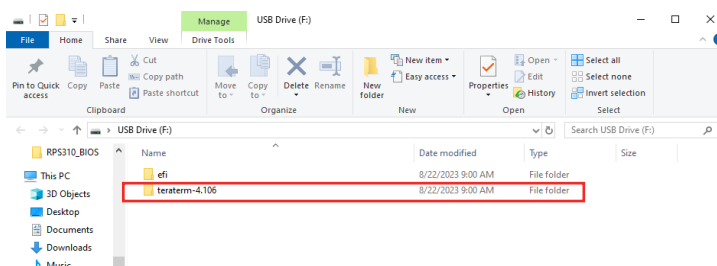 Manage USB Drive (F:)
File Home Share View Drive Tools
Pin to Quick access
Copy
Paste
Cut
Copy path
Paste shortcut
Move to
Copy to
Delete
Rename
New folder
New item
Easy access
Properties
Open
Edit
History
Select all
Select none
Invert selection
Clipboard Organize New Open Select
USB Drive (F:) Search USB Drive (F:)
RPS310_BIOS Name Date modified Type Size
efi 8/22/2023 9:00 AM File folder
This PC
teraterm-4.106 8/22/2023 9:00 AM File folder
3D Objects
Desktop
Documents
Downloads
Music